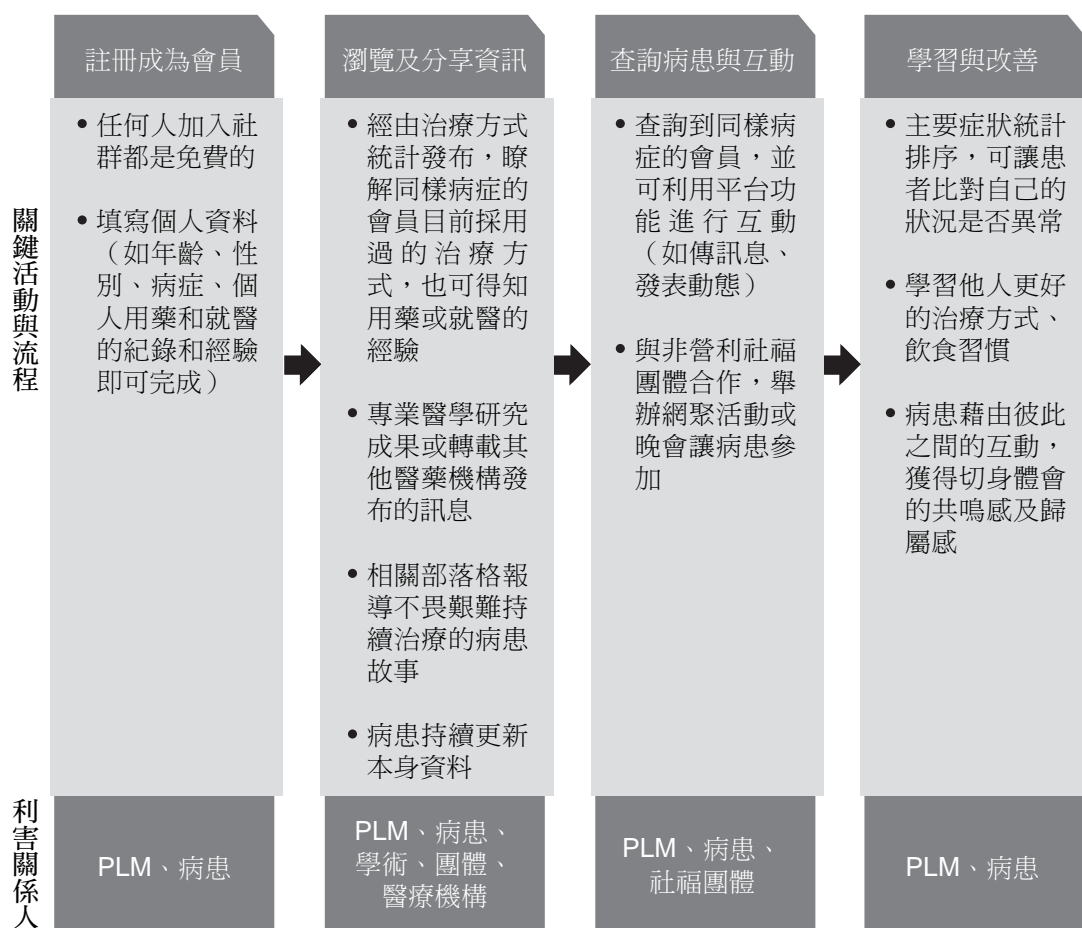 註冊成為會員
瀏覽及分享資訊
查詢病患與互動
學習與改善
關鍵活動與流程
• 任何人加入社
群都是免費的
• 填寫個人資料
（如年齡、性
別、病症、個
人用藥和就醫
的紀錄和經驗
即可完成）
• 經由治療方式
統計發布，瞭
解同樣病症的
會員目前採用
過的治療方
式，也可得知
用藥或就醫的
經驗
• 專業醫學研究
成果或轉載其
他醫藥機構發
布的訊息
• 相關部落格報
導不畏艱難持
續治療的病患
故事
• 病患持續更新
本身資料
• 查詢到同樣病
症的會員，並
可利用平台功
能進行互動
（如傳訊息、
發表動態）
• 與非營利社福
團體合作，舉
辦網聚活動或
晚會讓病患參
加
• 主要症狀統計
排序，可讓患
者比對自己的
狀況是否異常
• 學習他人更好
的治療方式、
飲食習慣
• 病患藉由彼此
之間的互動，
獲得切身體會
的共鳴感及歸
屬感
利害關係人
PLM、病患
PLM、病患、
學術、團體、
醫療機構
PLM、病患、
社福團體
PLM、病患